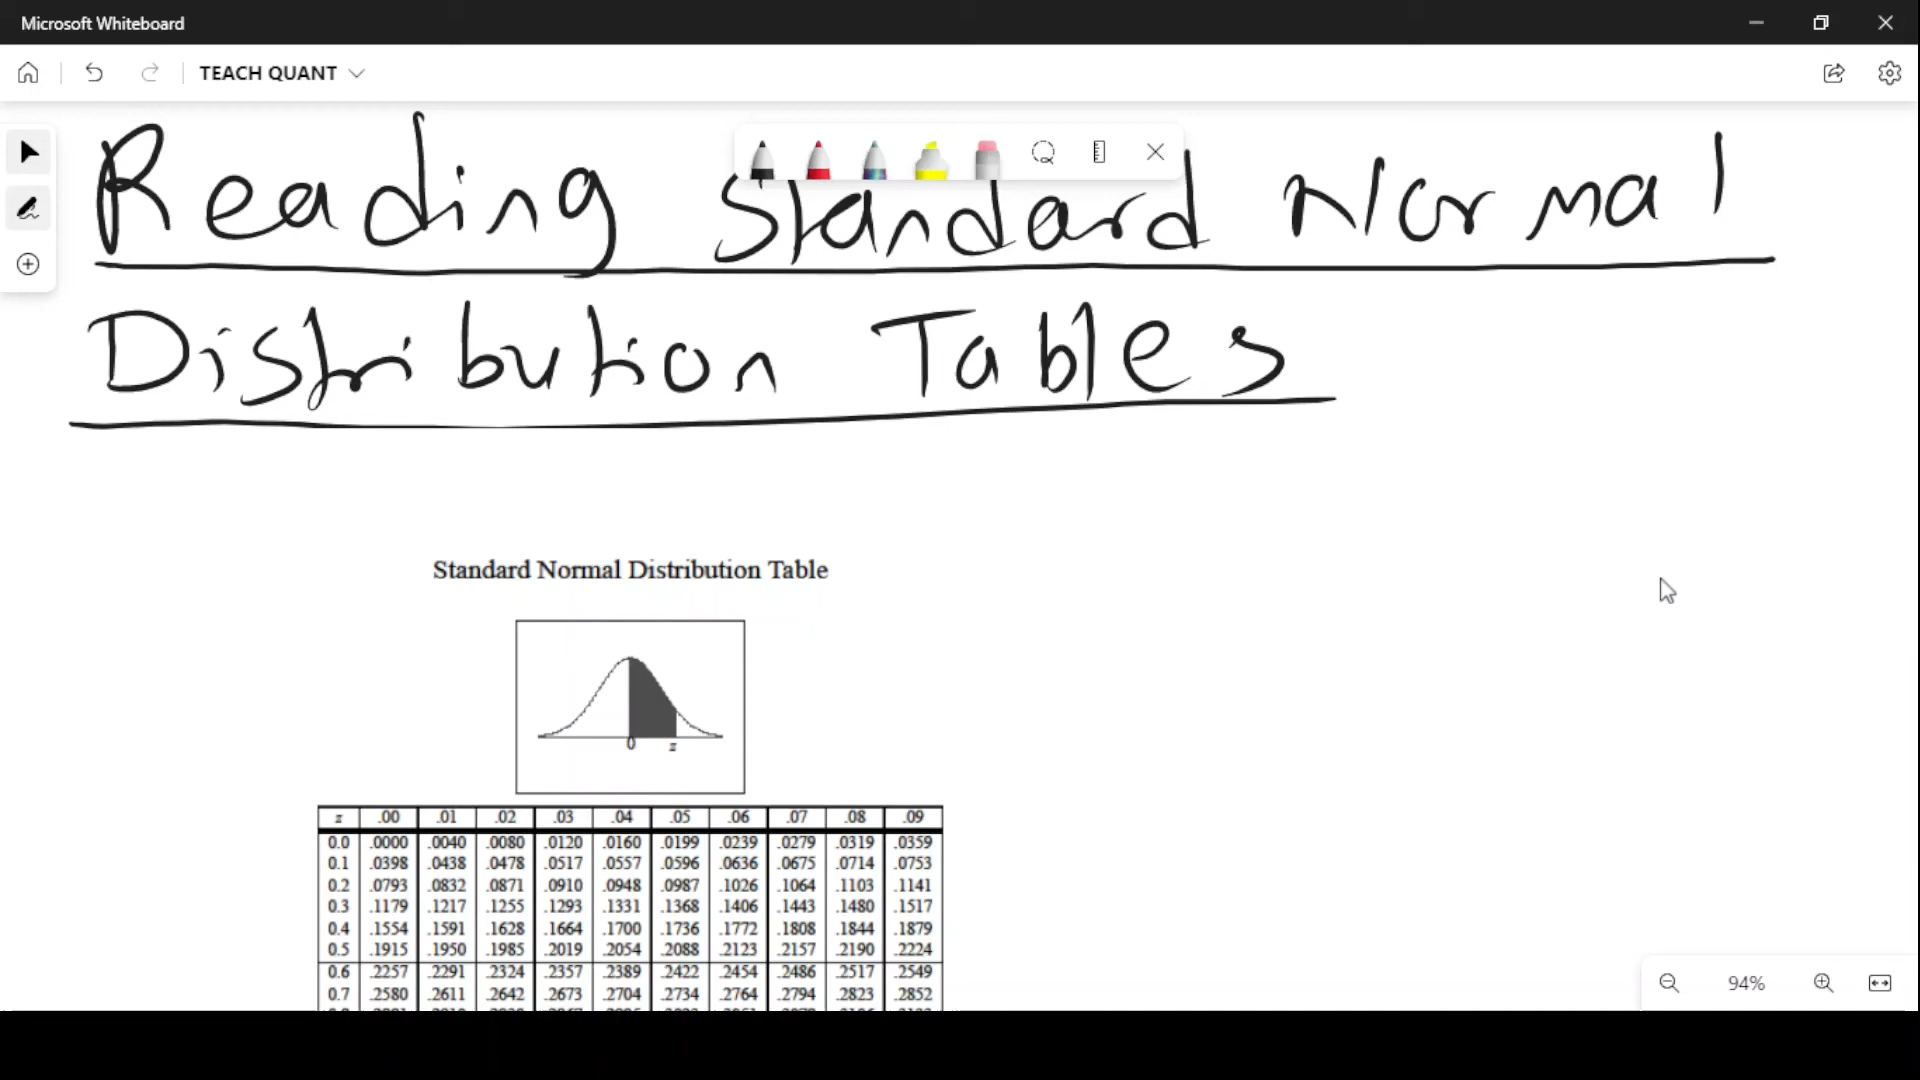 Microsoft Whiteboard
TEACH QUANT
Reading Standard Normal
Distribution Tables
Standard Normal Distribution Table
0 z
z .00 .01 .02 .03 .04 .05 .06 .07 .08 .09
0.0 .0000 .0040 .0080 .0120 .0160 .0199 .0239 .0279 .0319 .0359
0.1 .0398 .0438 .0478 .0517 .0557 .0596 .0636 .0675 .0714 .0753
0.2 .0793 .0832 .0871 .0910 .0948 .0987 .1026 .1064 .1103 .1141
0.3 .1179 .1217 .1255 .1293 .1331 .1368 .1406 .1443 .1480 .1517
0.4 .1554 .1591 .1628 .1664 .1700 .1736 .1772 .1808 .1844 .1879
0.5 .1915 .1950 .1985 .2019 .2054 .2088 .2123 .2157 .2190 .2224
0.6 .2257 .2291 .2324 .2357 .2389 .2422 .2454 .2486 .2517 .2549
0.7 .2580 .2611 .2642 .2673 .2704 .2734 .2764 .2794 .2823 .2852
94%